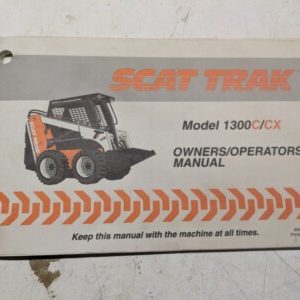 SCAT TRAK
Model 1300C/CX
OWNERS/OPERATORS
MANUAL
Keep this manual with the machine at all times.